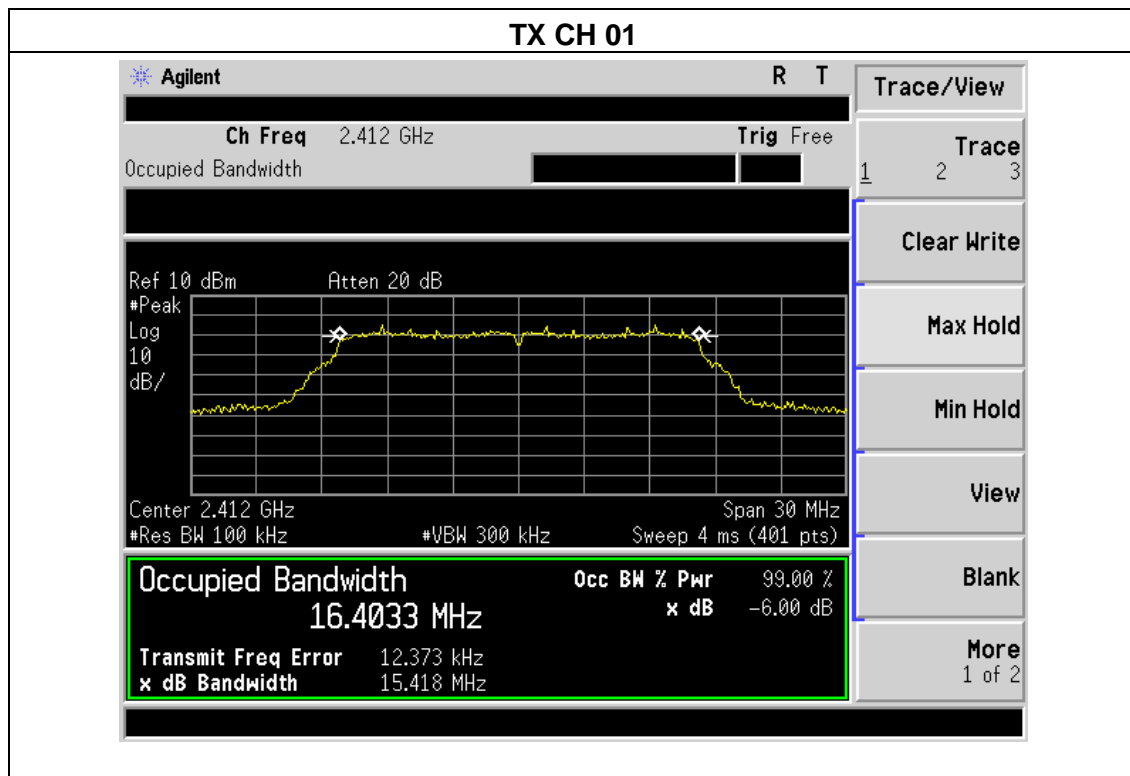 TX CH 01
Agilent R T
Trace/View
Ch Freq 2.412 GHz Trig Free
Occupied Bandwidth
Trace
1 2 3
Clear Write
Ref 10 dBm Atten 20 dB
#Peak
Log
10
dB/
Max Hold
Min Hold
View
Center 2.412 GHz Span 30 MHz
#Res BW 100 kHz #VBW 300 kHz Sweep 4 ms (401 pts)
Occupied Bandwidth Occ BW % Pwr 99.00 %
16.4033 MHz x dB -6.00 dB
Blank
Transmit Freq Error 12.373 kHz
x dB Bandwidth 15.418 MHz
More
1 of 2